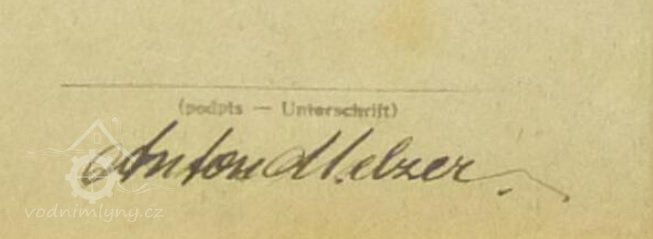 (podpis — Unterschrift)
Anton Melzer.
vodnimlyny.cz